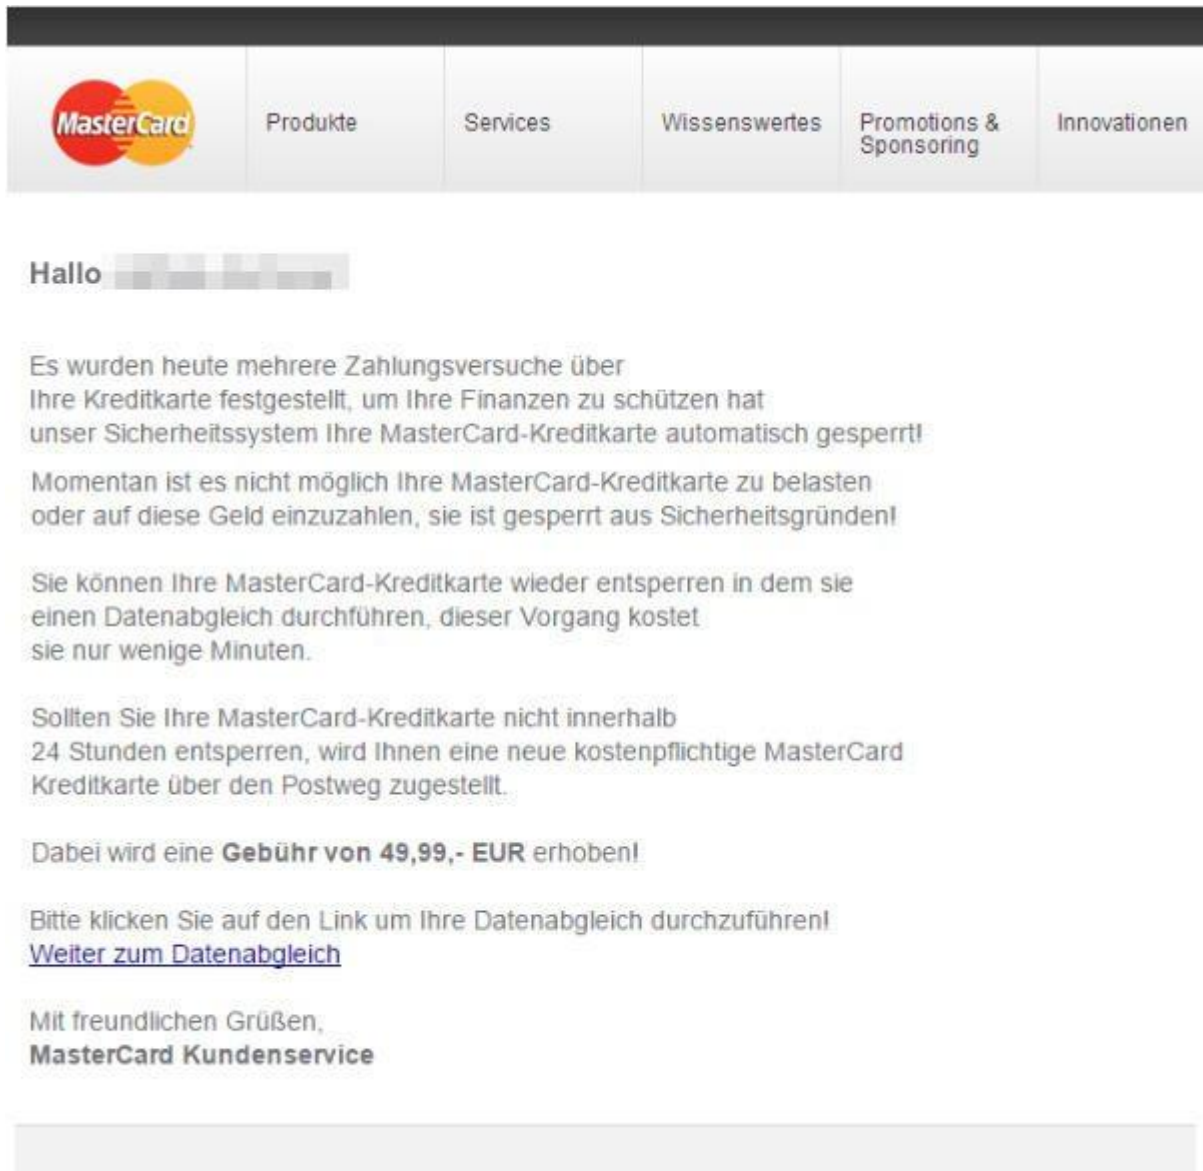 MasterCard
Produkte
Services
Wissenswertes
Promotions &
Sponsoring
Innovationen
Hallo
Es wurden heute mehrere Zahlungsversuche über
Ihre Kreditkarte festgestellt, um Ihre Finanzen zu schützen hat
unser Sicherheitssystem Ihre MasterCard-Kreditkarte automatisch gesperrt!
Momentan ist es nicht möglich Ihre MasterCard-Kreditkarte zu belasten
oder auf diese Geld einzuzahlen, sie ist gesperrt aus Sicherheitsgründen!
Sie können Ihre MasterCard-Kreditkarte wieder entsperren in dem sie
einen Datenabgleich durchführen, dieser Vorgang kostet
sie nur wenige Minuten.
Sollten Sie Ihre MasterCard-Kreditkarte nicht innerhalb
24 Stunden entsperren, wird Ihnen eine neue kostenpflichtige MasterCard
Kreditkarte über den Postweg zugestellt.
Dabei wird eine Gebühr von 49,99,- EUR erhoben!
Bitte klicken Sie auf den Link um Ihre Datenabgleich durchzuführen!
Weiter zum Datenabgleich
Mit freundlichen Grüßen,
MasterCard Kundenservice